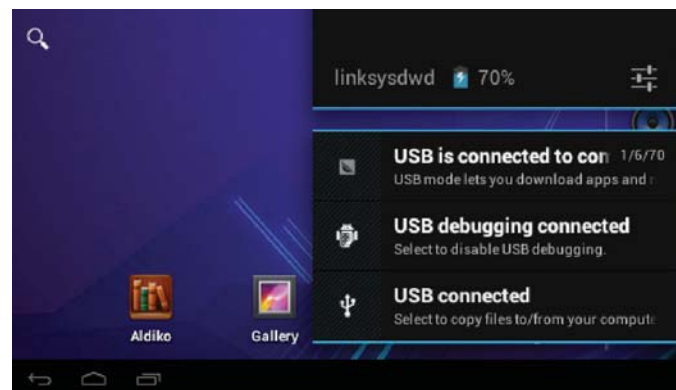 linksysdwd 70%
USB is connected to con 1/6/70
USB mode lets you download apps and
USB debugging connected
Select to disable USB debugging.
USB connected
Select to copy files to/from your compute
Aldiko Gallery